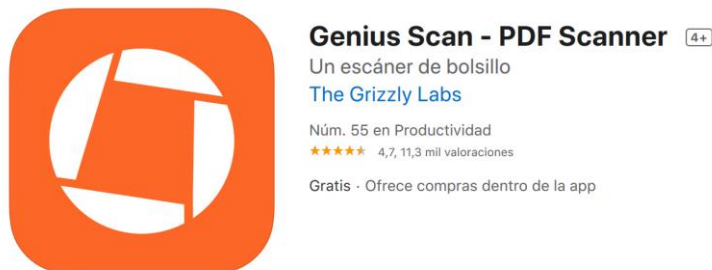 Genius Scan - PDF Scanner 4+
Un escáner de bolsillo
The Grizzly Labs
Núm. 55 en Productividad
★★★★★ 4,7, 11,3 mil valoraciones
Gratis · Ofrece compras dentro de la app